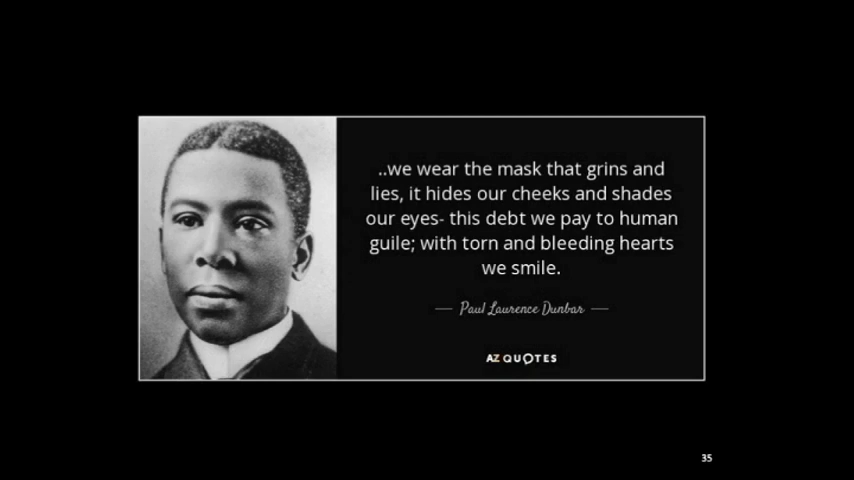 ..we wear the mask that grins and
lies, it hides our cheeks and shades
our eyes- this debt we pay to human
guile; with torn and bleeding hearts
we smile.
Paul Laurence Dunbar
AZ QUOTES
35